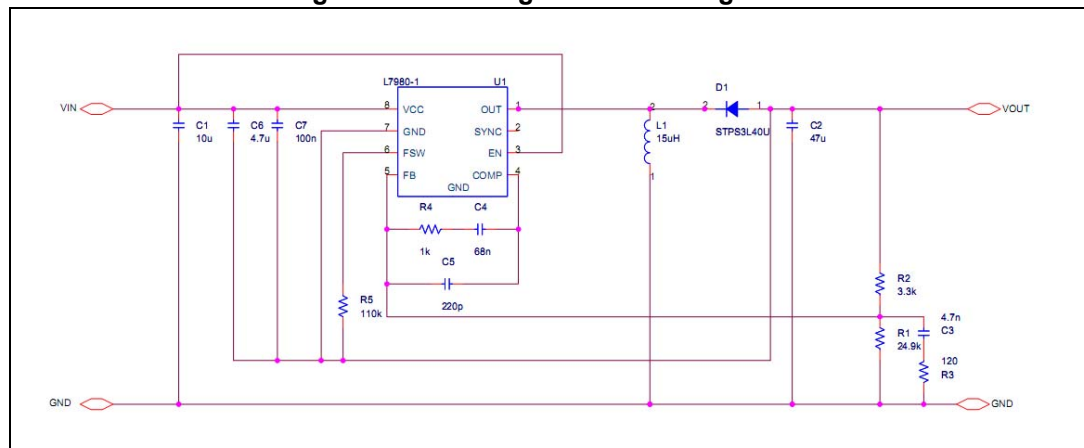 L7980-1
U1
D1
VIN
8
VCC
OUT
1
2
2
1
VOUT
C1
10u
C6
4.7u
C7
100n
7
GND
SYNC
2
L1
15uH
STPS3L40U
C2
47u
6
FSW
EN
3
5
FB
COMP
4
1
GND
R4
C4
1k
68n
C5
220p
R5
110k
R2
3.3k
R1
24.9k
4.7n
C3
120
R3
GND
GND